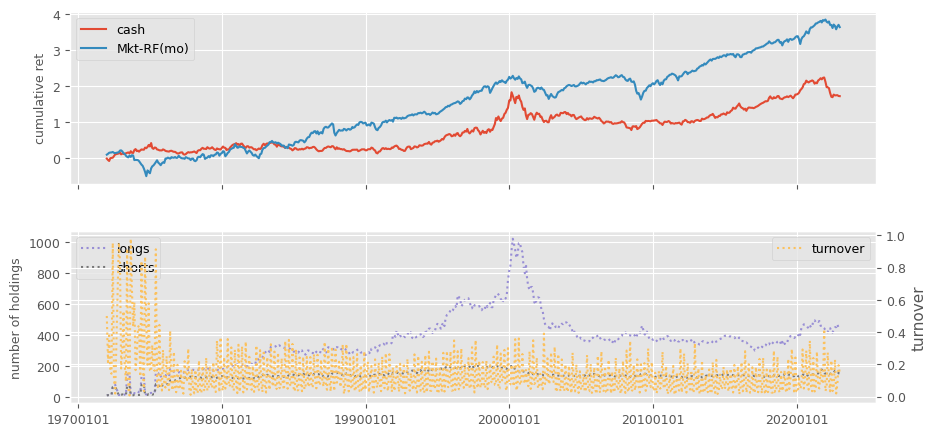 4
3
2
1
0
cumulative ret
cash
Mkt-RF(mo)
1000
800
600
400
200
0
number of holdings
longs
shorts
turnover
1.0
0.8
0.6
0.4
0.2
0.0
turnover
19700101
19800101
19900101
20000101
20100101
20200101